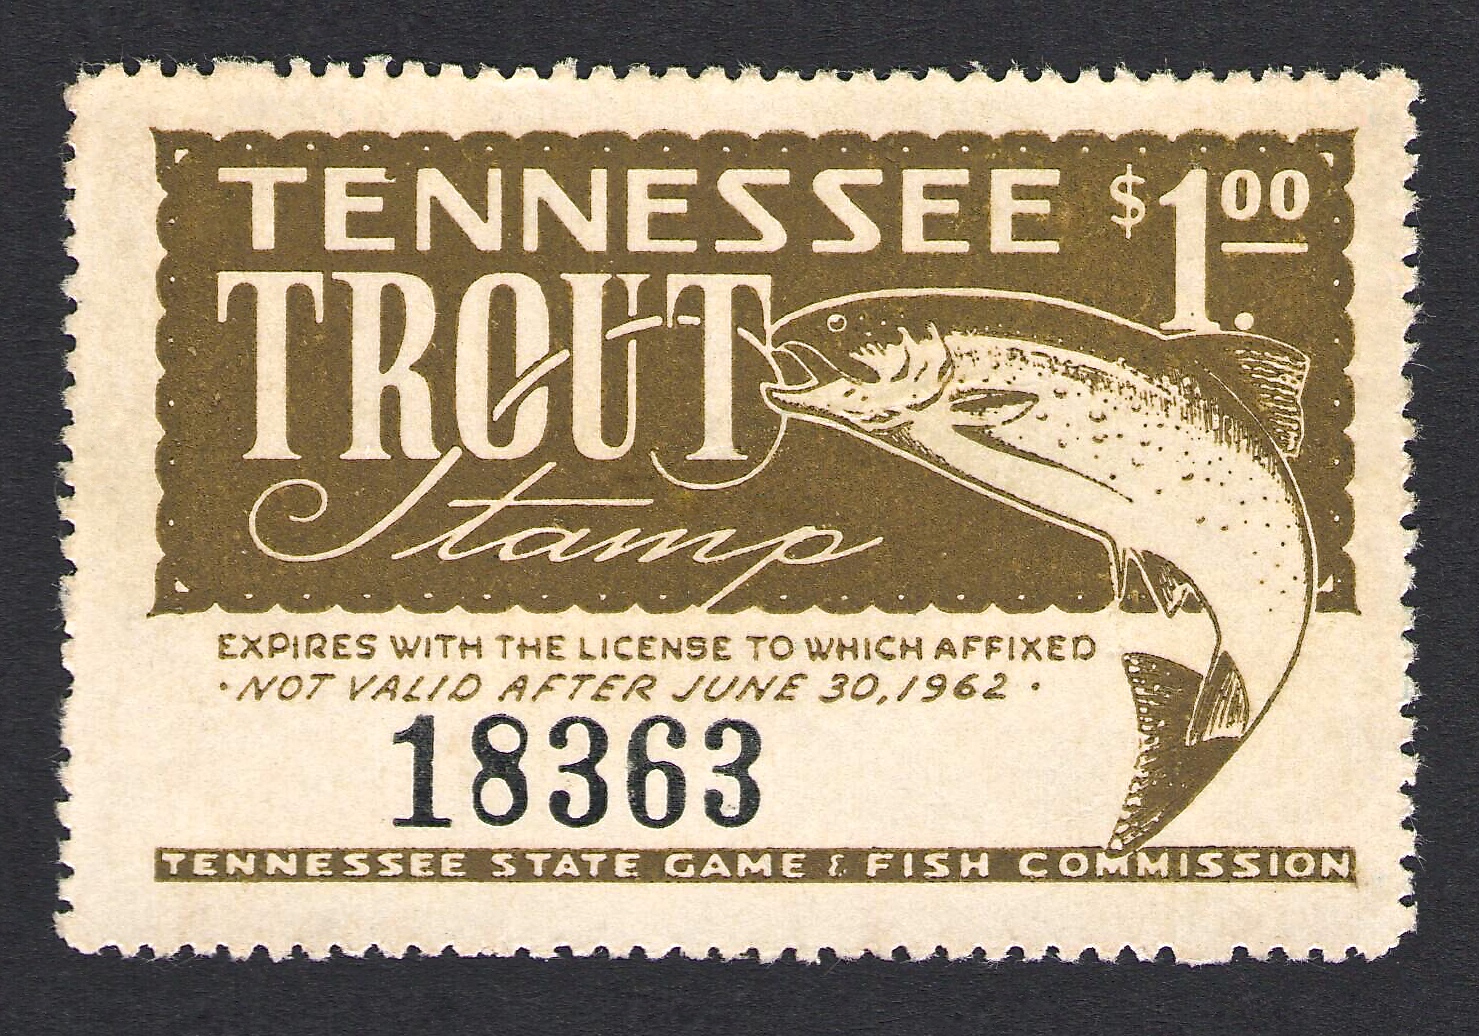 TENNESSEE $1.00
TROUT
Stamp
EXPIRES WITH THE LICENSE TO WHICH AFFIXED
·NOT VALID AFTER JUNE 30, 1962·
18363
TENNESSEE STATE GAME & FISH COMMISSION